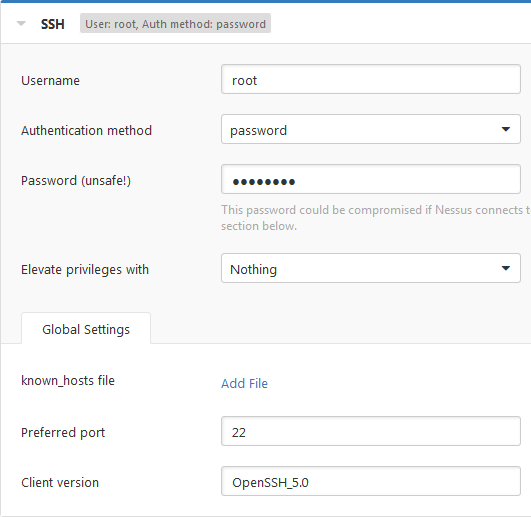 SSH User: root, Auth method: password
Username root
Authentication method password
Password (unsafe!) ••••••••
This password could be compromised if Nessus connects t
section below.
Elevate privileges with Nothing
Global Settings
known_hosts file Add File
Preferred port 22
Client version OpenSSH_5.0